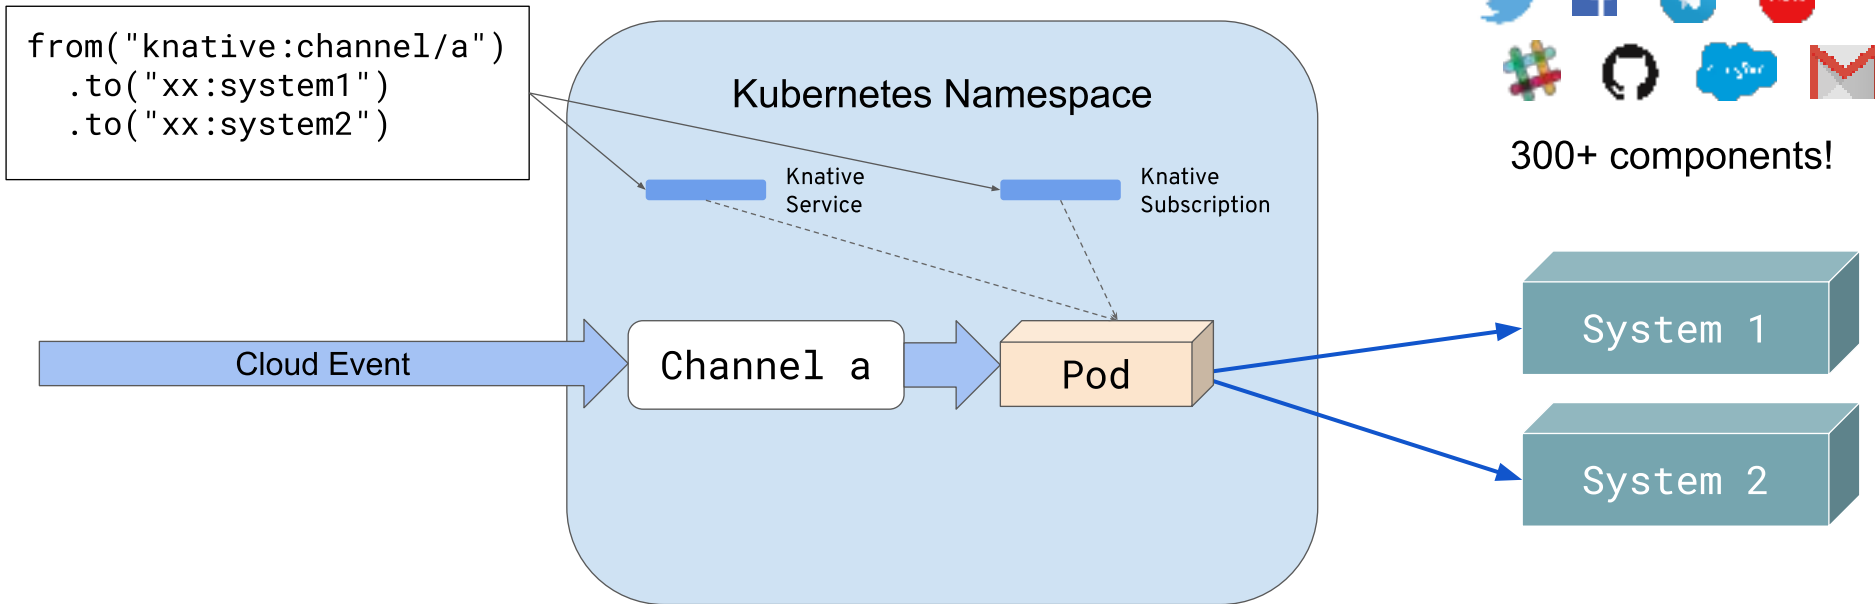 from("knative:channel/a")
.to("xx:system1")
.to("xx:system2")
Kubernetes Namespace
300+ components!
Knative
Service
Knative
Subscription
Cloud Event
Channel a
Pod
System 1
System 2